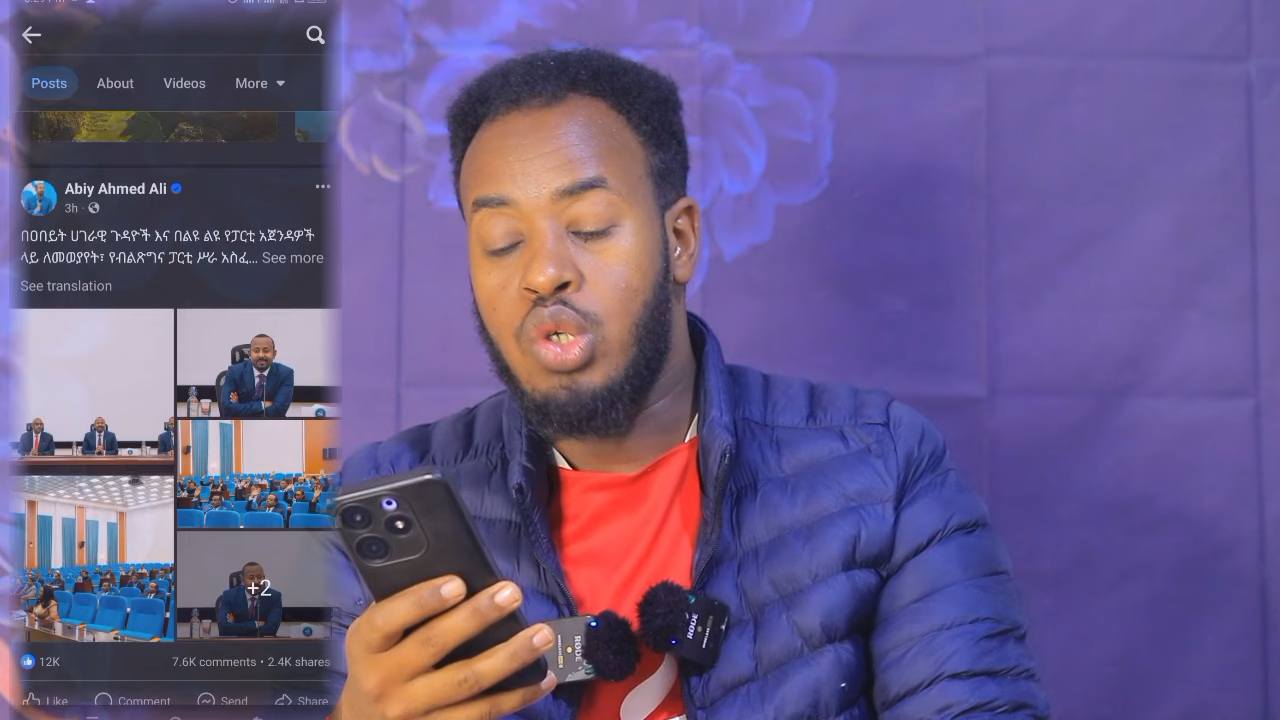 Posts About Videos More
Abiy Ahmed Ali
3h ·
በዐበይት ሀገራዊ ጉዳዮች እና በልዩ ልዩ የፓርቲ አጀንዳዎች
ላይ ለመወያየት፣ የብልጽግና ፓርቲ ሥራ አስፈ... See more
See translation
+2
12K 7.6K comments • 2.4K shares
Like Comment Send Share
RODE
RODE